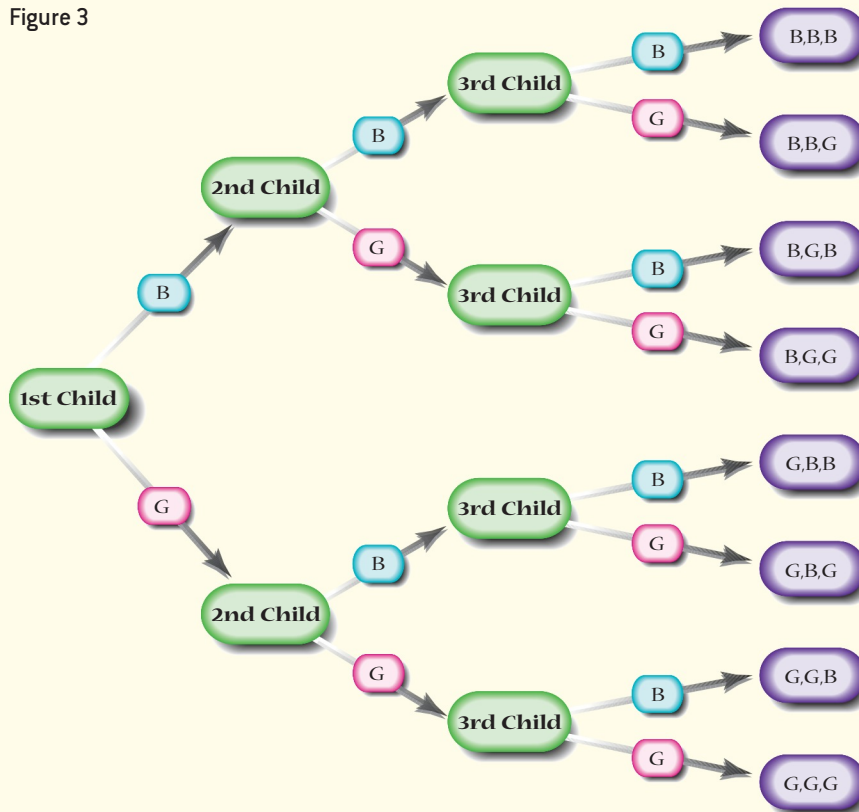 Figure 3
B
B,B,B
3rd Child
G
B,B,G
B
2nd Child
G
B
B,G,B
3rd Child
G
B,G,G
B
1st Child
G
B
G,B,B
3rd Child
G
G,B,G
B
2nd Child
G
B
G,G,B
3rd Child
G
G,G,G